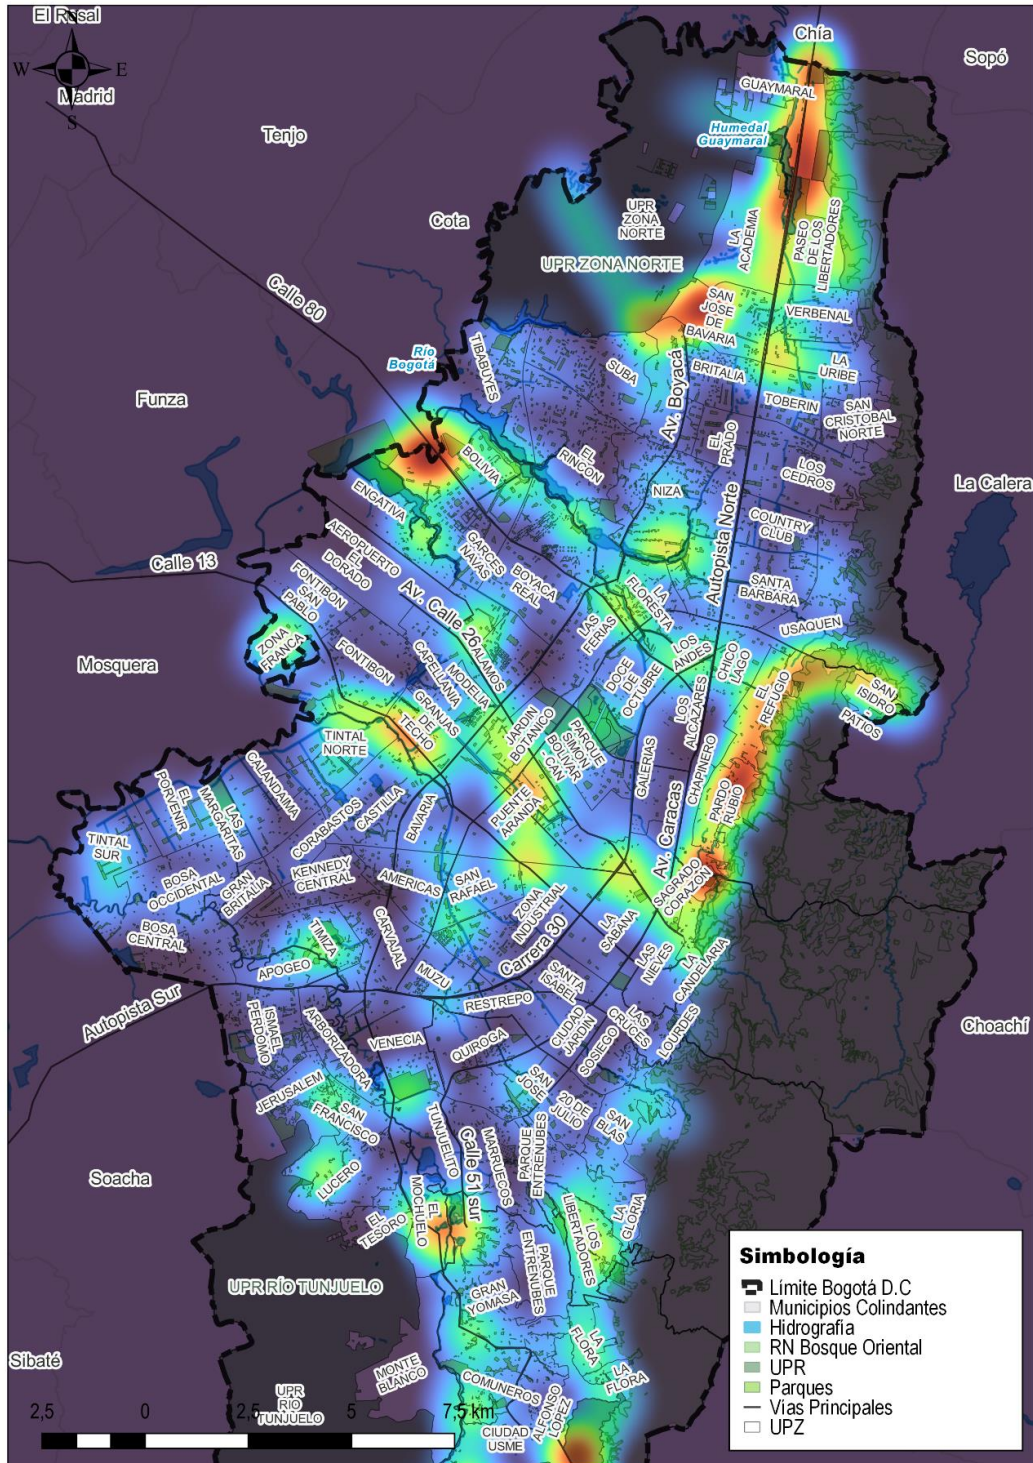 El Rosal
N
W
E
S
Madrid
Chía
Sopó
GUAYMARAL
Tenjo
Humedal
Guaymaral
Cota
UPR
ZONA
NORTE
LA
ACADEMIA
PASEO
DE LOS
LIBERTADORES
UPR ZONA NORTE
Calle 80
SAN
JOSE
DE
BAVARIA
VERBENAL
Río
Bogotá
TIBABUYES
SUBA
Av. Boyacá
BRITALIA
LA
URIBE
Funza
TOBERIN
SAN
CRISTOBAL
NORTE
EL
PRADO
BOLIVIA
EL
RINCON
LOS
CEDROS
La Calera
ENGATIVA
NIZA
Autopista Norte
COUNTRY
CLUB
AEROPUERTO
EL
DORADO
GARCES
NAVAS
BOYACA
REAL
Calle 13
FONTIBON
SAN
PABLO
Av. Calle 26
LA
FLORESTA
SANTA
BARBARA
LAS
FERIAS
USAQUEN
ZONA
FRANCA
Mosquera
FONTIBON
CAPELLANIA
MODELIA
ALAMOS
LOS
ANDES
CHICO
LAGO
DOCE
DE
OCTUBRE
EL
REFUGIO
SAN
ISIDRO
-
PATIOS
GRANJAS
DE
TECHO
JARDIN
BOTANICO
PARQUE
SIMON
BOLIVAR
- CAN
LOS
ALCAZARES
TINTAL
NORTE
GALERIAS
CHAPINERO
CALANDAIMA
EL
PORVENIR
LAS
MARGARITAS
PARDO
RUBIO
PUENTE
ARANDA
CASTILLA
BAVARIA
CORABASTOS
Av. Caracas
TINTAL
SUR
BOSA
OCCIDENTAL
GRAN
BRITALIA
KENNEDY
CENTRAL
AMERICAS
SAN
RAFAEL
SAGRADO
CORAZON
ZONA
INDUSTRIAL
LA
SABANA
BOSA
CENTRAL
TIMIZA
CARVAJAL
Carrera 30
LAS
NIEVES
LA
CANDELARIA
APOGEO
MUZU
SANTA
ISABEL
Autopista Sur
RESTREPO
LAS
CRUCES
LOURDES
Choachí
ISMAEL
PERDOMO
ARBORIZADORA
VENECIA
QUIROGA
CIUDAD
JARDIN
SOSIEGO
JERUSALEM
SAN
FRANCISCO
SAN
JOSE
20 DE
JULIO
SAN
BLAS
TUNJUELITO
Calle 51 sur
MARRUECOS
PARQUE
ENTRENUBES
Soacha
LUCERO
EL
TESORO
EL
MOCHUELO
LOS
LIBERTADORES
LA
GLORIA
PARQUE
ENTRENUBES
UPR RÍO TUNJUELO
GRAN
YOMASA
Simbología
Límite Bogotá D.C
Municipios Colindantes
Hidrografía
RN Bosque Oriental
UPR
Parques
Vias Principales
UPZ
Sibaté
LA
FLORA
LA
FLORA
MONTE
BLANCO
COMUNEROS
UPR
RIO
TUNJUELO
ALFONSO
LOPEZ
CIUDAD
USME
2,5 0 2,5 5 7,5 km